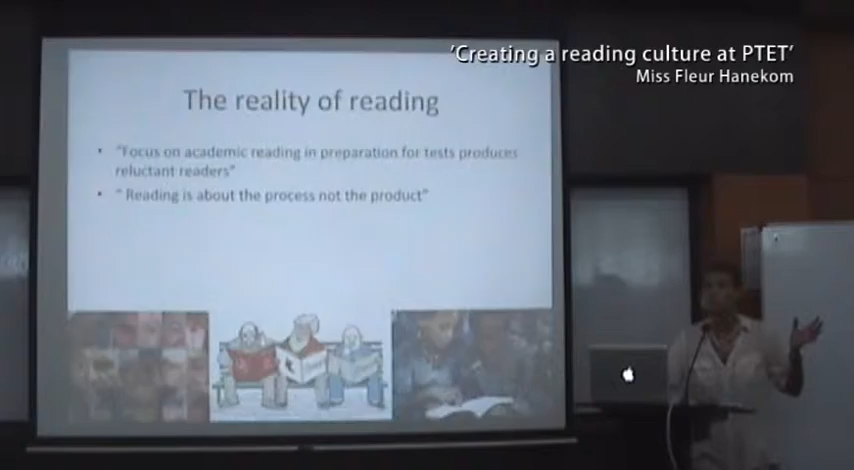 'Creating a reading culture at PTET'
Miss Fleur Hanekom
The reality of reading
• "Focus on academic reading in preparation for tests produces
reluctant readers"
• " Reading is about the process not the product"